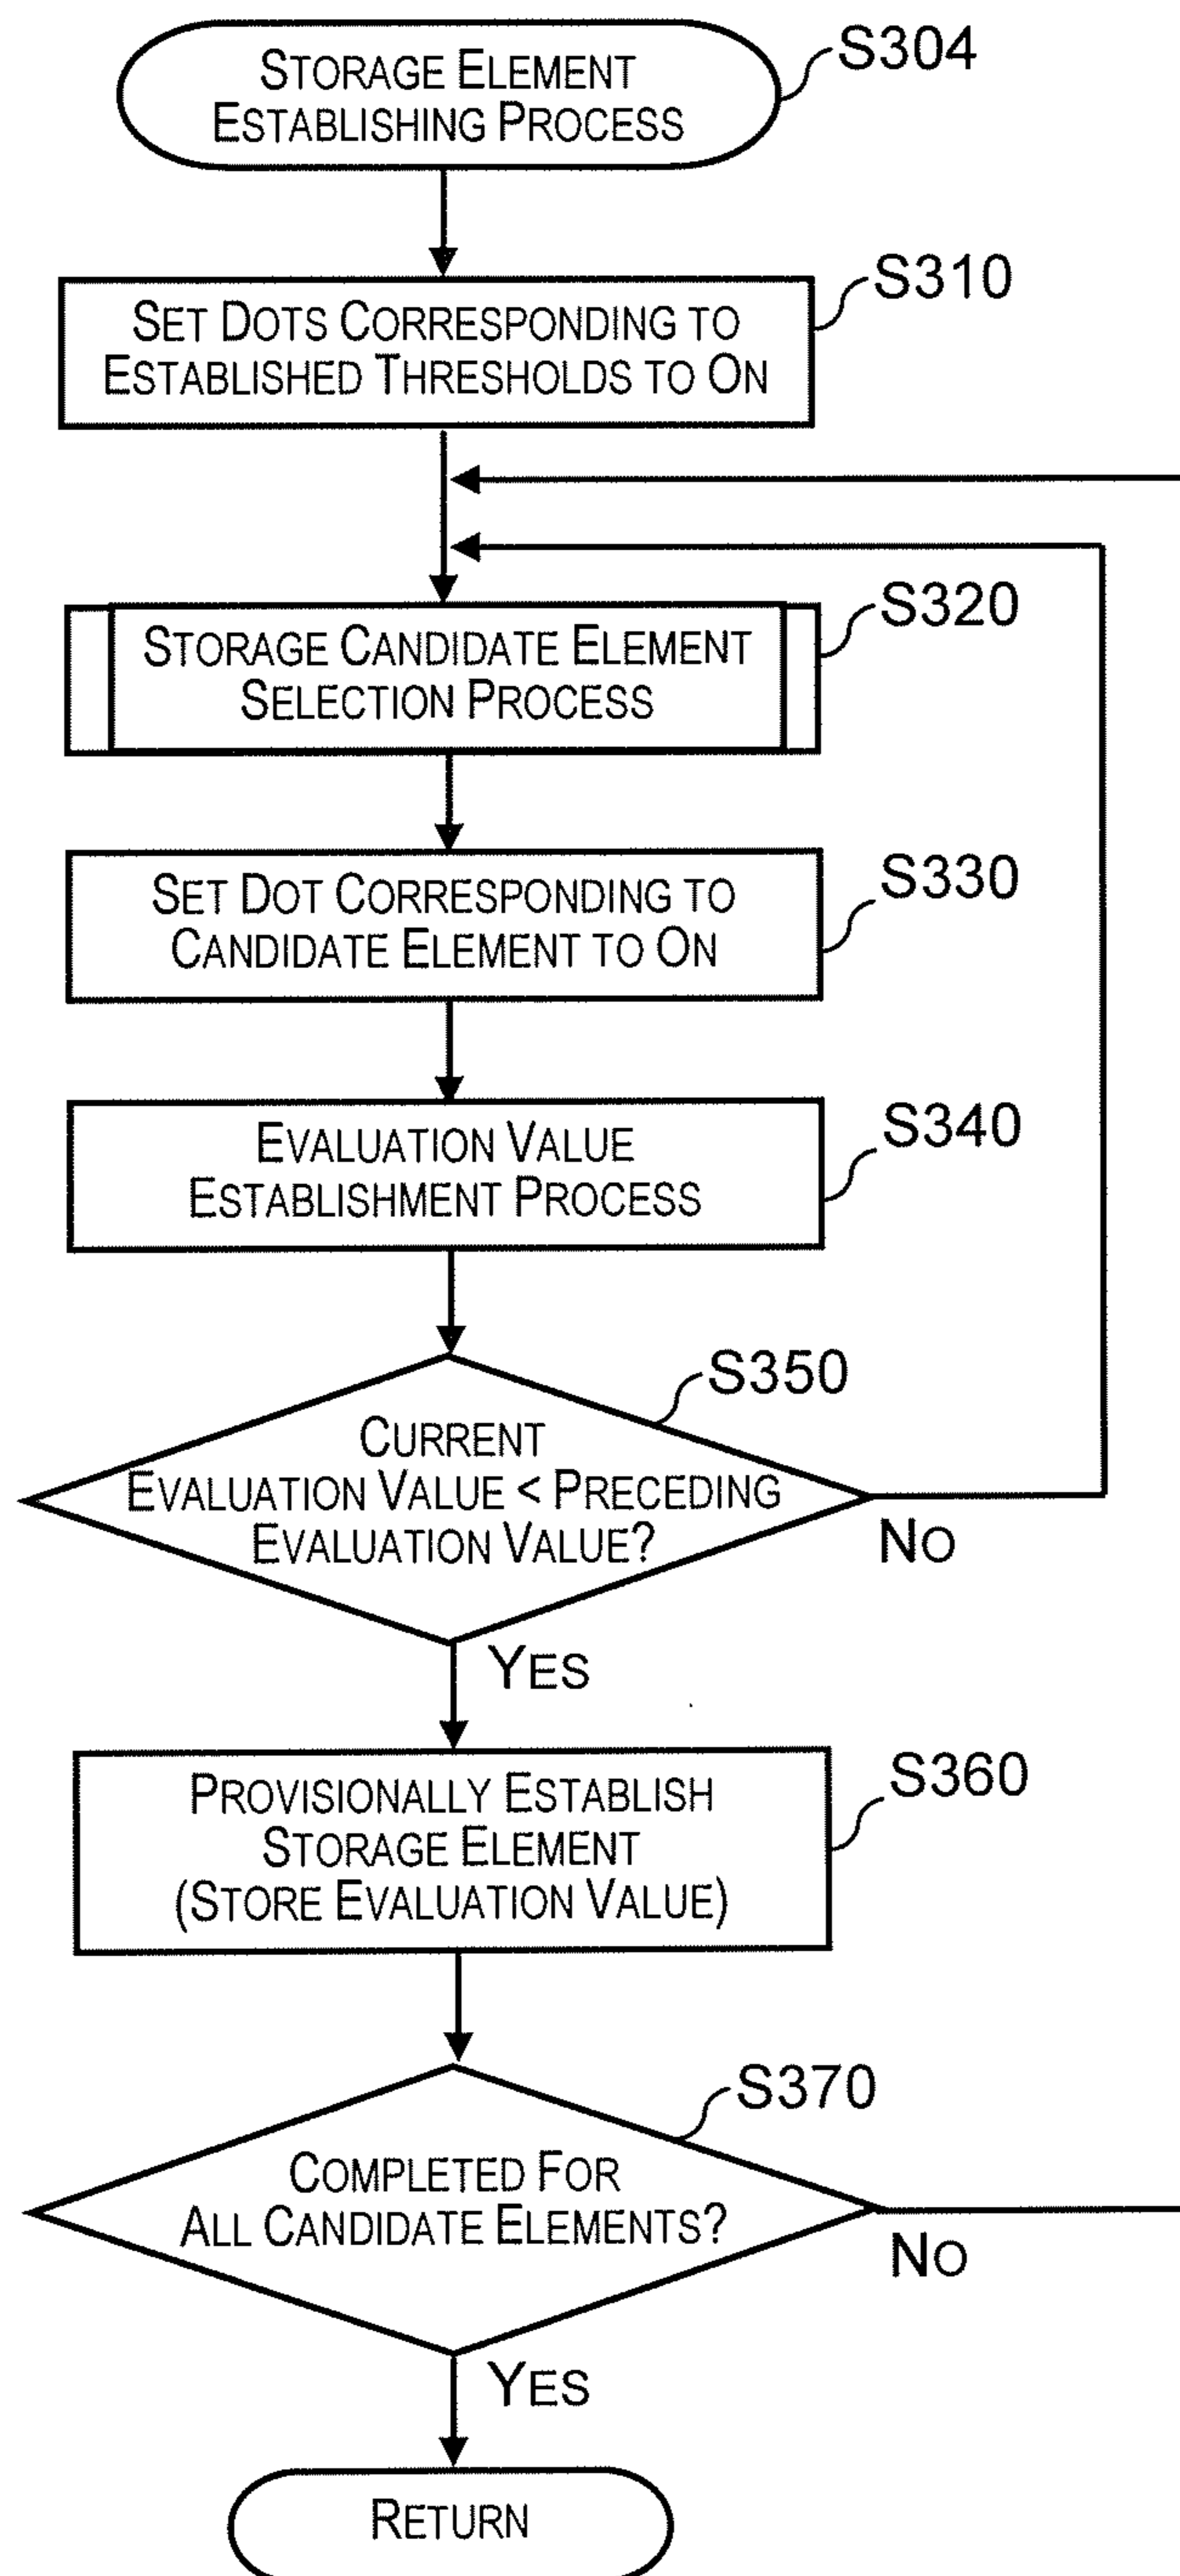 STORAGE ELEMENT
ESTABLISHING PROCESS
S304
SET DOTS CORRESPONDING TO
ESTABLISHED THRESHOLDS TO ON
S310
STORAGE CANDIDATE ELEMENT
SELECTION PROCESS
S320
SET DOT CORRESPONDING TO
CANDIDATE ELEMENT TO ON
S330
EVALUATION VALUE
ESTABLISHMENT PROCESS
S340
CURRENT
EVALUATION VALUE < PRECEDING
EVALUATION VALUE?
S350
NO
YES
PROVISIONALLY ESTABLISH
STORAGE ELEMENT
(STORE EVALUATION VALUE)
S360
COMPLETED FOR
ALL CANDIDATE ELEMENTS?
S370
NO
YES
RETURN